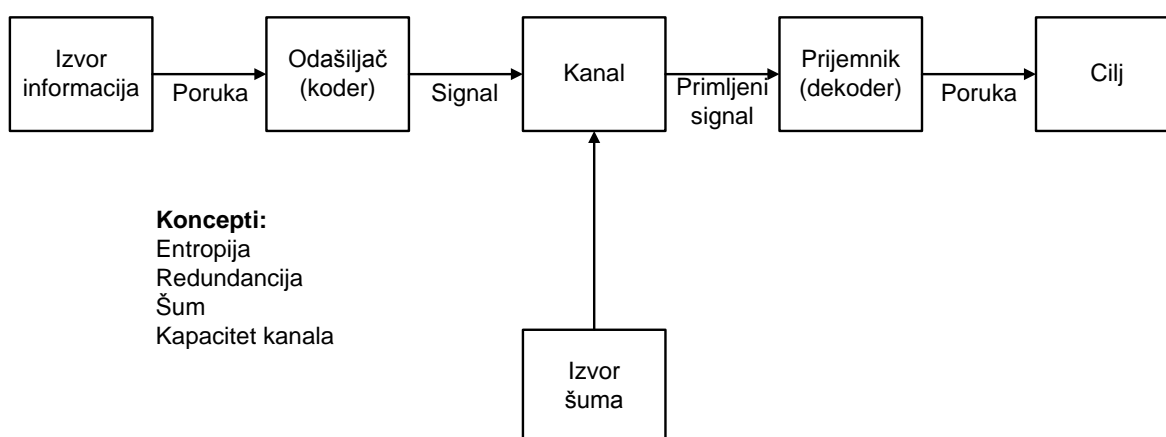 Izvor
informacija
Poruka
Odašiljač
(koder)
Signal
Kanal
Primljeni
signal
Prijemnik
(dekoder)
Poruka
Cilj
Koncepti:
Entropija
Redundancija
Šum
Kapacitet kanala
Izvor
šuma